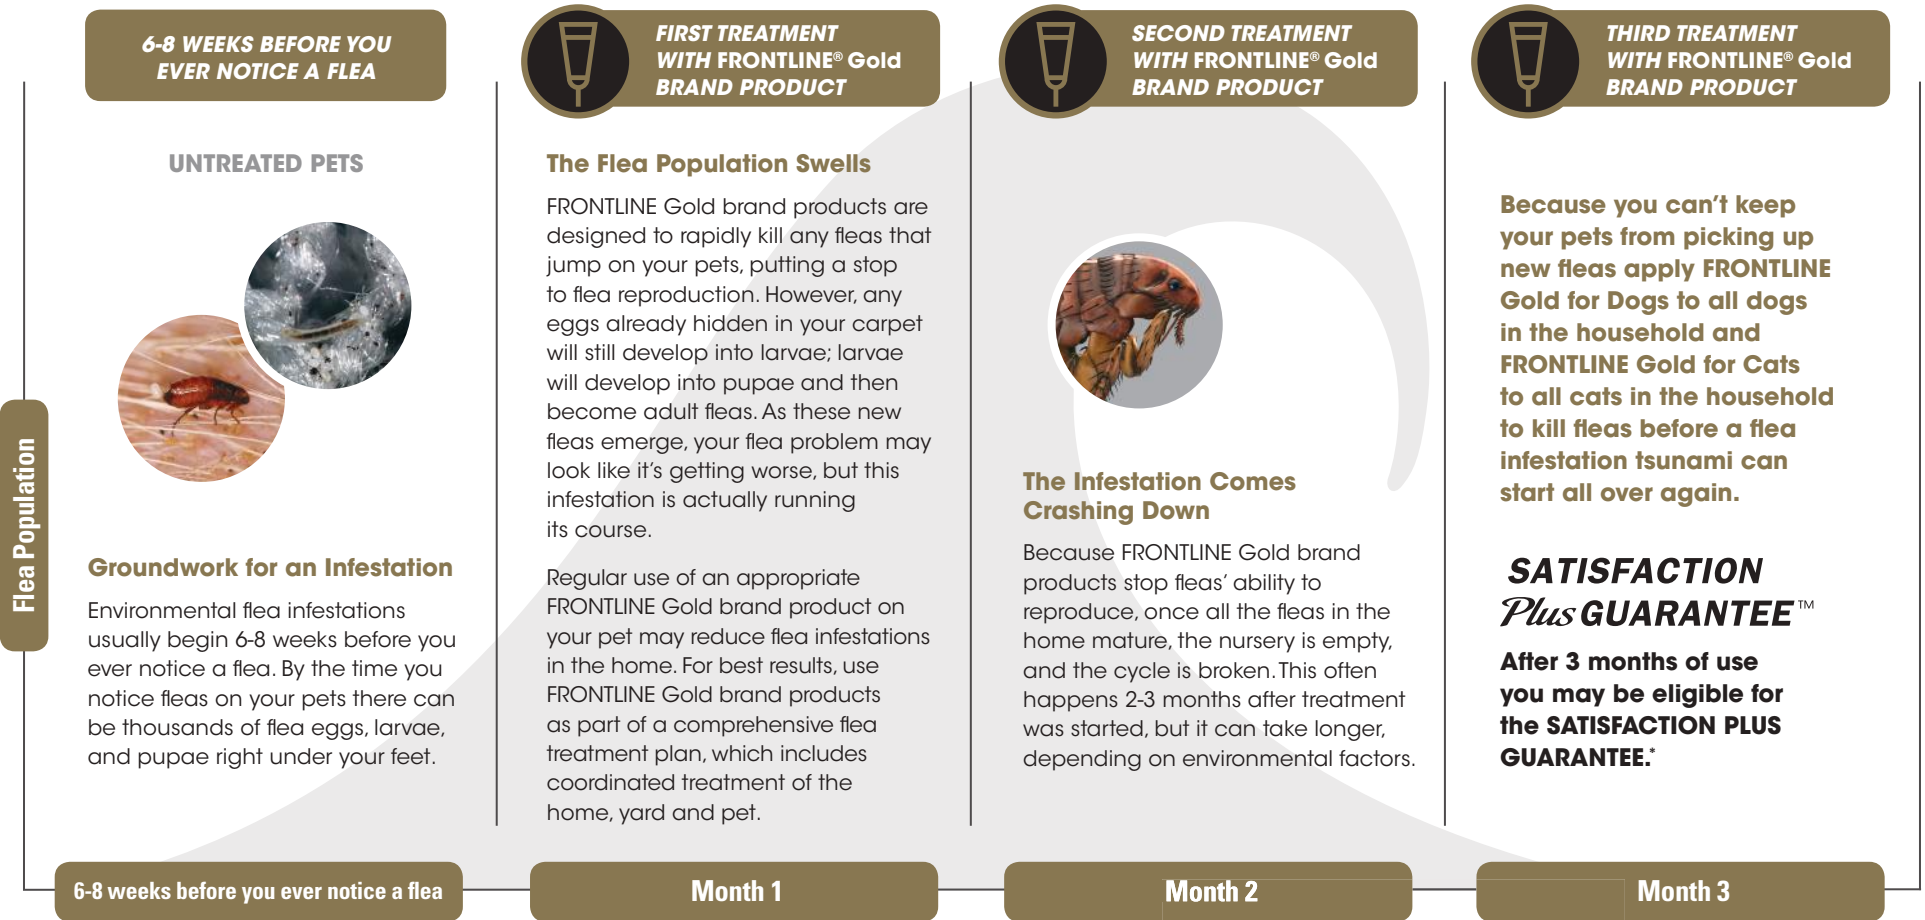 6-8 WEEKS BEFORE YOU
EVER NOTICE A FLEA
UNTREATED PETS
Groundwork for an Infestation
Environmental flea infestations
usually begin 6-8 weeks before you
ever notice a flea. By the time you
notice fleas on your pets there can
be thousands of flea eggs, larvae,
and pupae right under your feet.
FIRST TREATMENT
WITH FRONTLINE® Gold
BRAND PRODUCT
The Flea Population Swells
FRONTLINE Gold brand products are
designed to rapidly kill any fleas that
jump on your pets, putting a stop
to flea reproduction. However, any
eggs already hidden in your carpet
will still develop into larvae; larvae
will develop into pupae and then
become adult fleas. As these new
fleas emerge, your flea problem may
look like it's getting worse, but this
infestation is actually running
its course.
Regular use of an appropriate
FRONTLINE Gold brand product on
your pet may reduce flea infestations
in the home. For best results, use
FRONTLINE Gold brand products
as part of a comprehensive flea
treatment plan, which includes
coordinated treatment of the
home, yard and pet.
SECOND TREATMENT
WITH FRONTLINE® Gold
BRAND PRODUCT
The Infestation Comes
Crashing Down
Because FRONTLINE Gold brand
products stop fleas' ability to
reproduce, once all the fleas in the
home mature, the nursery is empty,
and the cycle is broken. This often
happens 2-3 months after treatment
was started, but it can take longer,
depending on environmental factors.
THIRD TREATMENT
WITH FRONTLINE® Gold
BRAND PRODUCT
Because you can't keep
your pets from picking up
new fleas apply FRONTLINE
Gold for Dogs to all dogs
in the household and
FRONTLINE Gold for Cats
to all cats in the household
to kill fleas before a flea
infestation tsunami can
start all over again.
SATISFACTION
Plus GUARANTEE™
After 3 months of use
you may be eligible for
the SATISFACTION PLUS
GUARANTEE.*
Flea Population
6-8 weeks before you ever notice a flea
Month 1
Month 2
Month 3